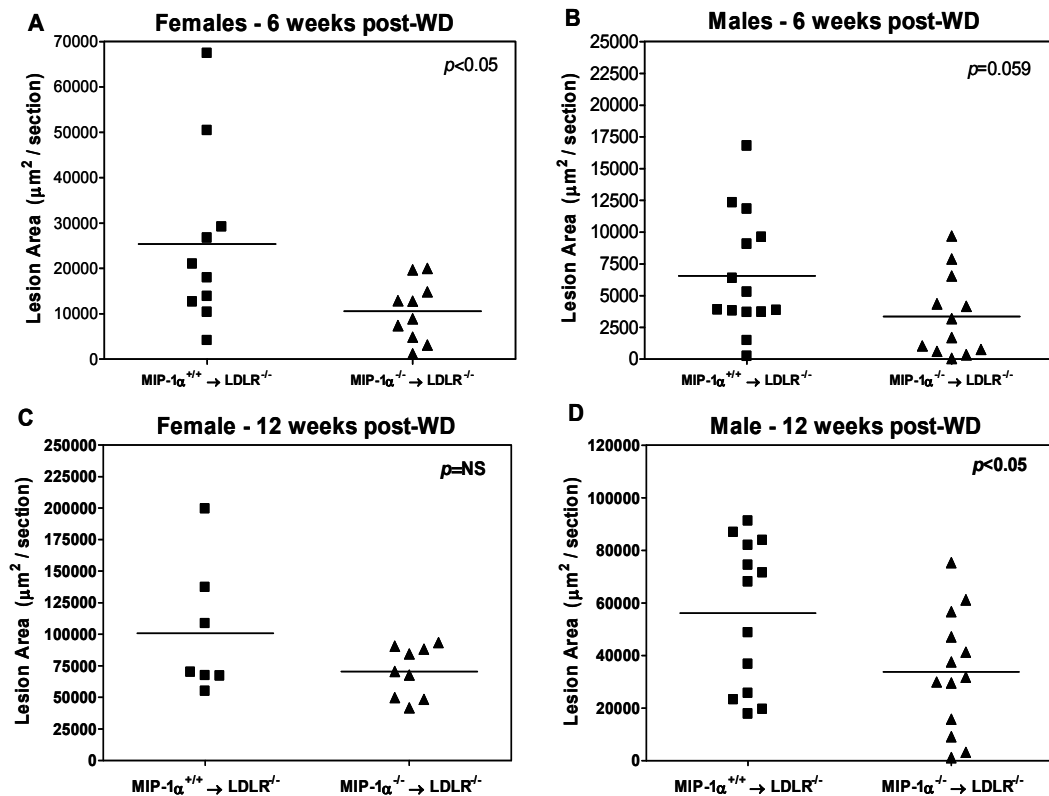 A Females - 6 weeks post-WD
70000
60000
50000
40000
30000
20000
10000
0
Lesion Area (μm² / section)
p<0.05
MIP-1α+/+ → LDLR-/-
MIP-1α-/- → LDLR-/-
B Males - 6 weeks post-WD
25000
22500
20000
17500
15000
12500
10000
7500
5000
2500
0
Lesion Area (μm² / section)
p=0.059
MIP-1α+/+ → LDLR-/-
MIP-1α-/- → LDLR-/-
C Female - 12 weeks post-WD
250000
225000
200000
175000
150000
125000
100000
75000
50000
25000
0
Lesion Area (μm² / section)
p=NS
MIP-1α+/+ → LDLR-/-
MIP-1α-/- → LDLR-/-
D Male - 12 weeks post-WD
120000
100000
80000
60000
40000
20000
0
Lesion Area (μm² / section)
p<0.05
MIP-1α+/+ → LDLR-/-
MIP-1α-/- → LDLR-/-